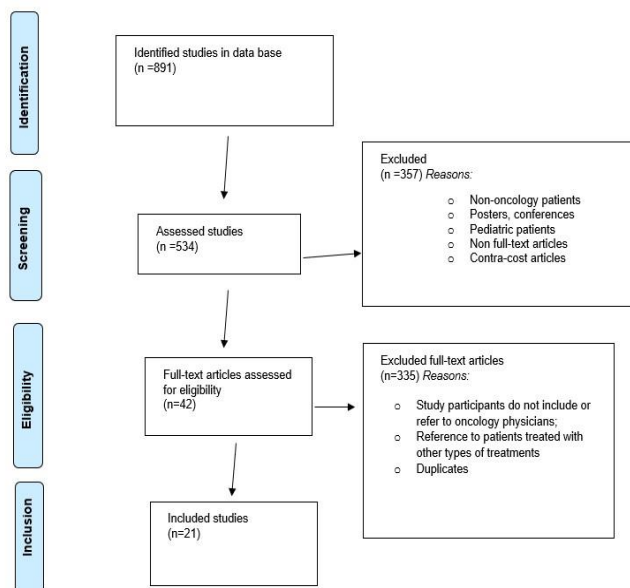 Identification
Identified studies in data base
(n =891)
Screening
Assessed studies
(n =534)
Excluded
(n =357) Reasons:
o Non-oncology patients
o Posters, conferences
o Pediatric patients
o Non full-text articles
o Contra-cost articles
Eligibility
Full-text articles assessed
for eligibility
(n=42)
Excluded full-text articles
(n=335) Reasons:
o Study participants do not include or
refer to oncology physicians;
o Reference to patients treated with
other types of treatments
o Duplicates
Inclusion
Included studies
(n=21)